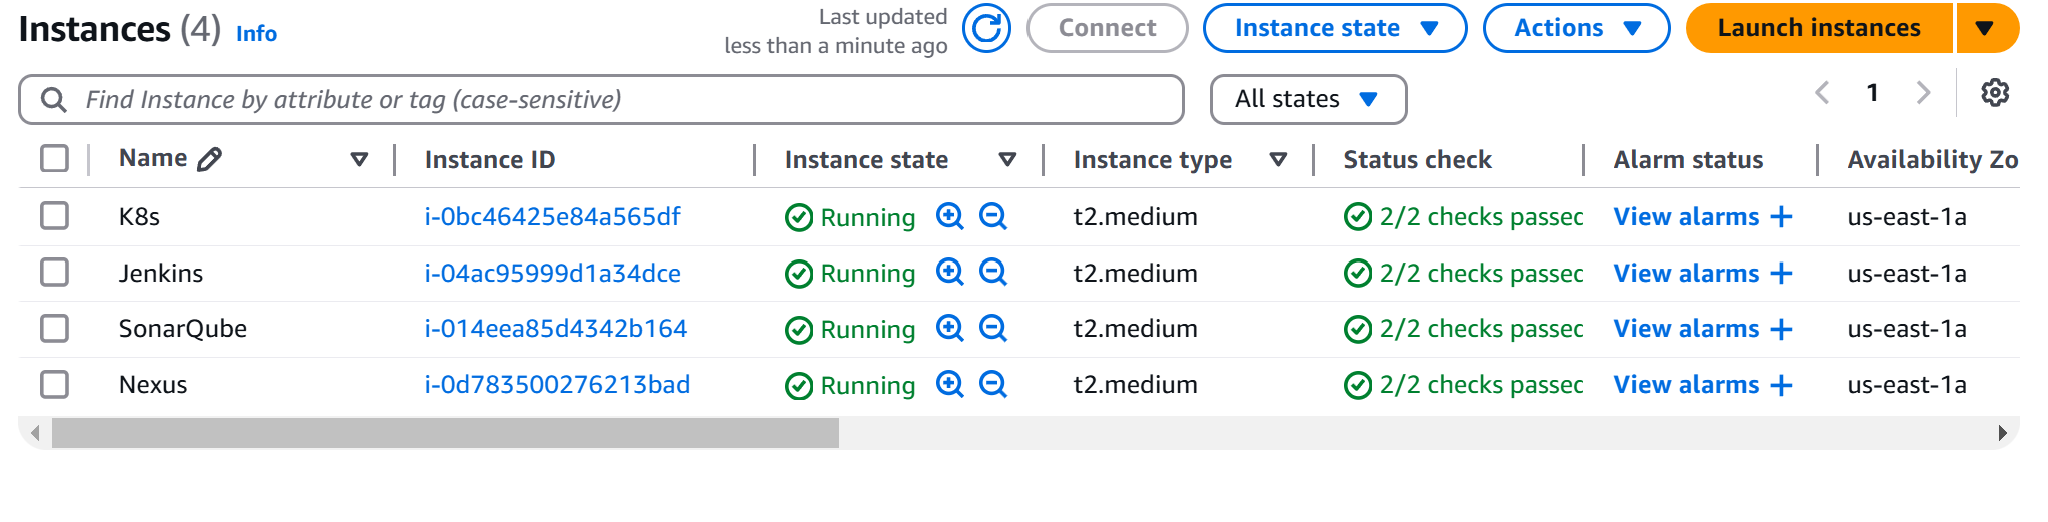 Instances (4) Info
Last updated
less than a minute ago
Connect
Instance state
Actions
Launch instances
Find Instance by attribute or tag (case-sensitive)
All states
1
Name Instance ID Instance state Instance type Status check Alarm status Availability Zo
K8s i-0bc46425e84a565df Running t2.medium 2/2 checks passec View alarms + us-east-1a
Jenkins i-04ac95999d1a34dce Running t2.medium 2/2 checks passec View alarms + us-east-1a
SonarQube i-014eea85d4342b164 Running t2.medium 2/2 checks passec View alarms + us-east-1a
Nexus i-0d783500276213bad Running t2.medium 2/2 checks passec View alarms + us-east-1a